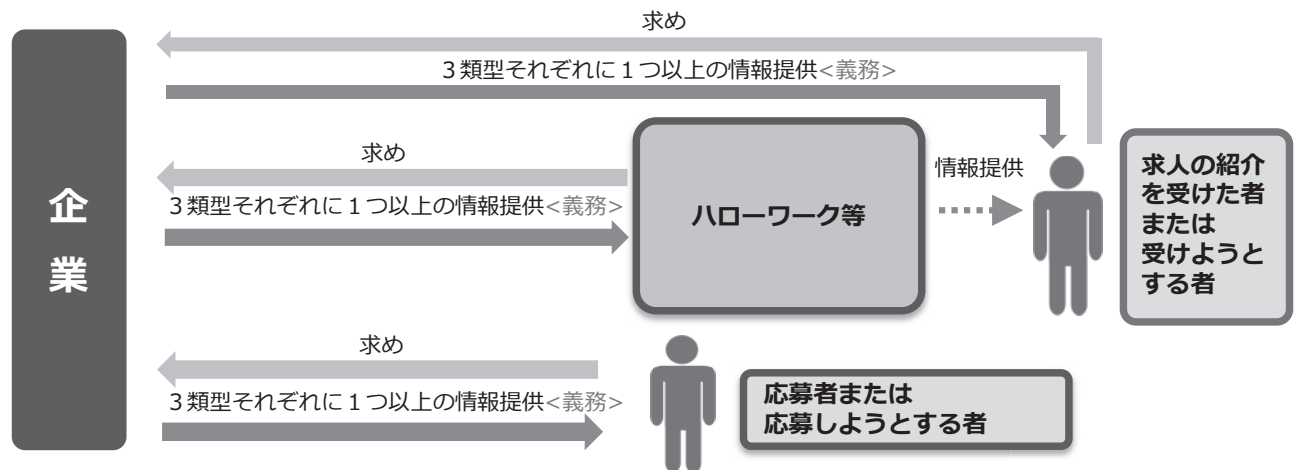 求め
3類型それぞれに1つ以上の情報提供<義務>
求め
3類型それぞれに1つ以上の情報提供<義務>
企業
ハローワーク等
情報提供
求人の紹介
を受けた者
または
受けようと
する者
求め
3類型それぞれに1つ以上の情報提供<義務>
応募者または
応募しようとする者